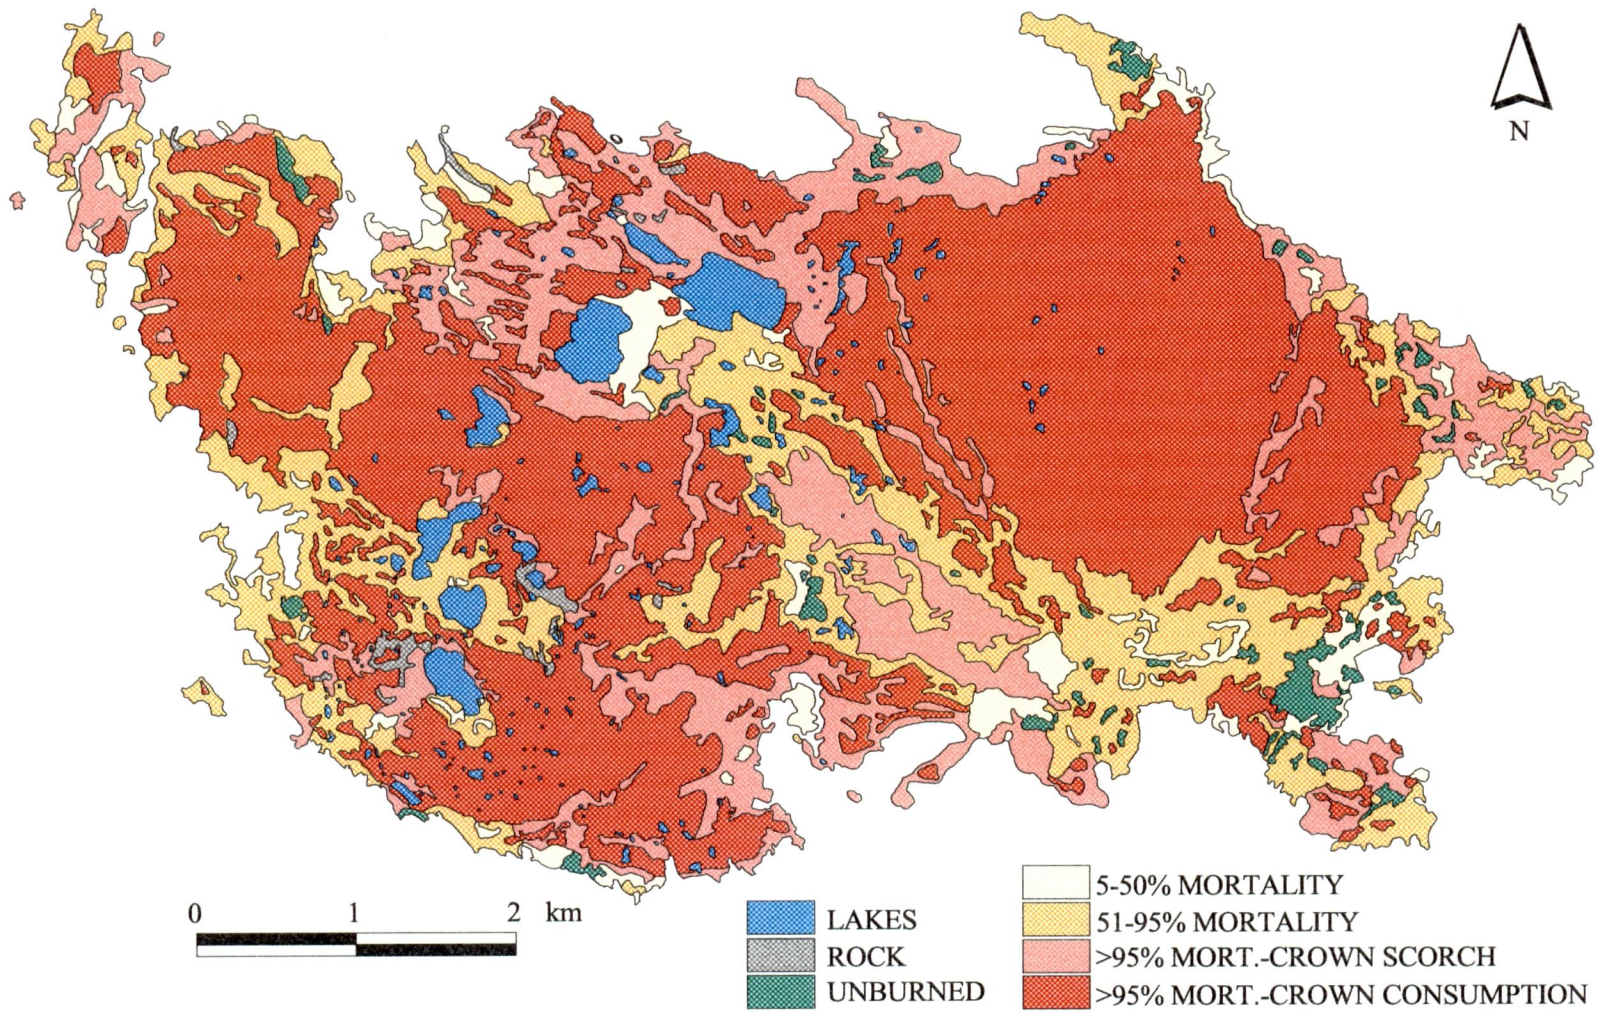 N
0 1 2 km
LAKES
ROCK
UNBURNED
5-50% MORTALITY
51-95% MORTALITY
>95% MORT.-CROWN SCORCH
>95% MORT.-CROWN CONSUMPTION